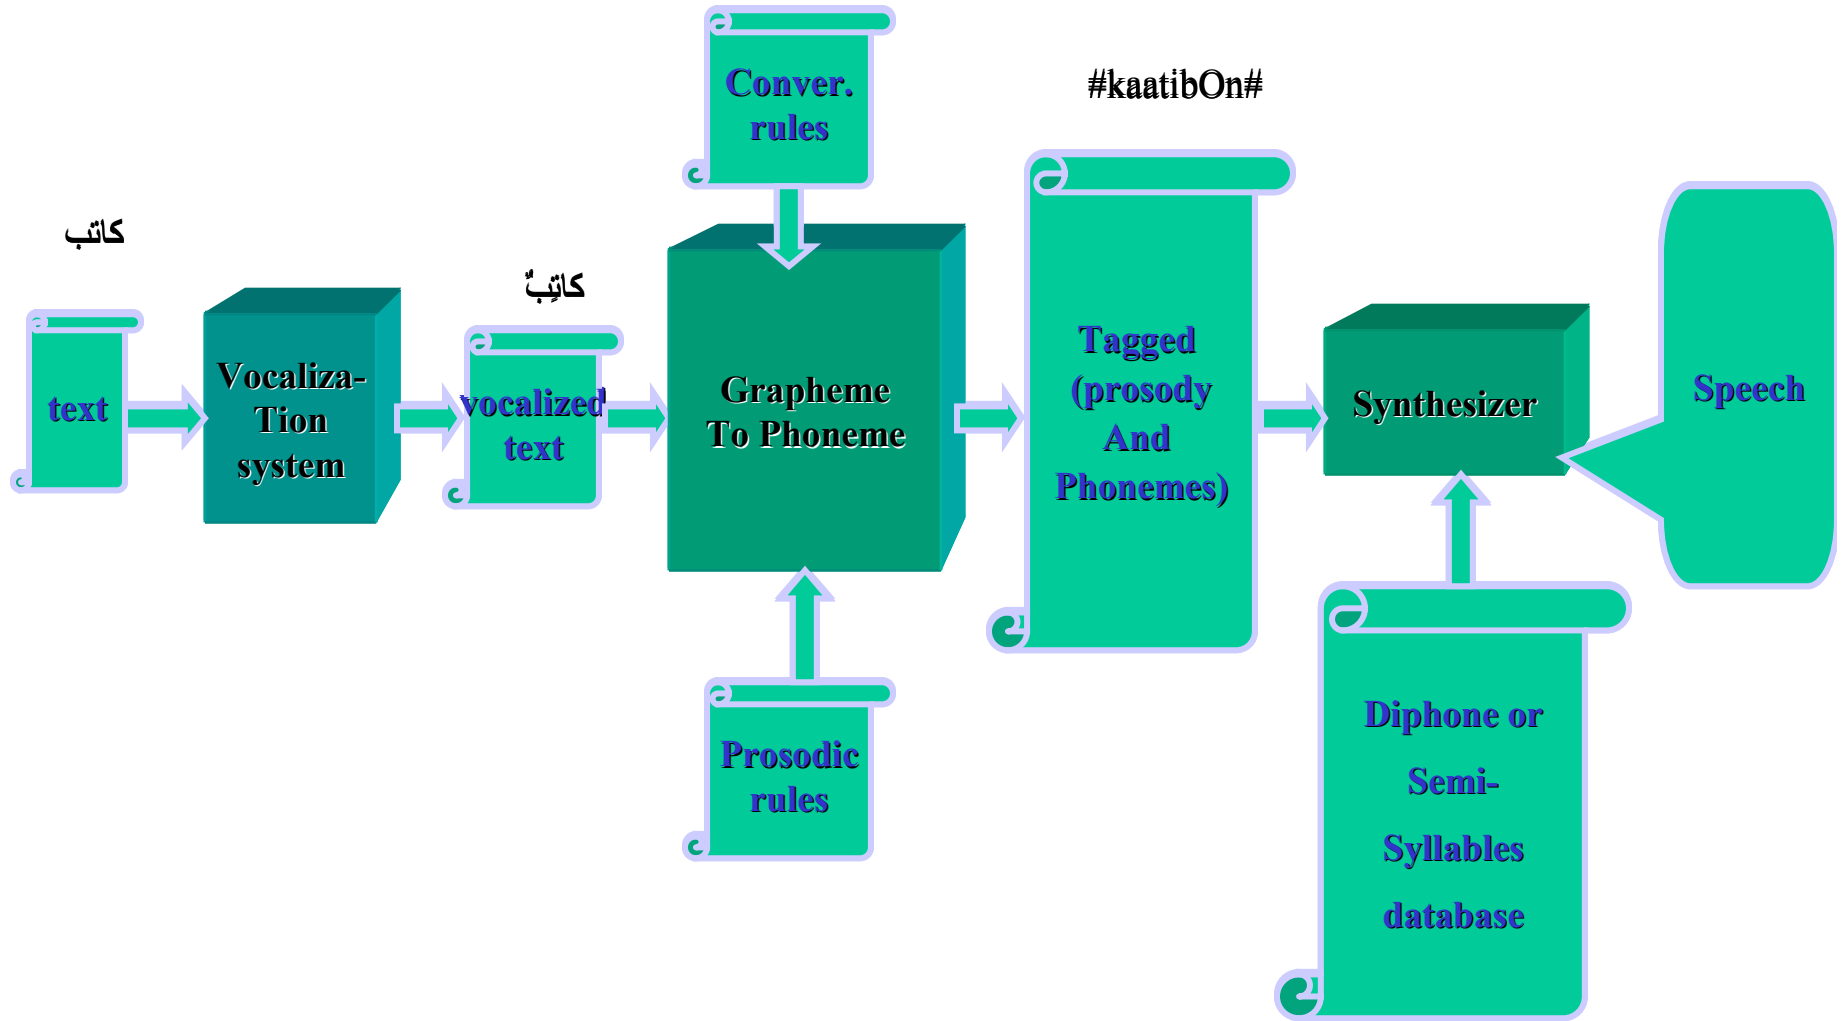 كاتب
text
Vocaliza-
Tion
system
كاتِبٌ
vocalized
text
Conver.
rules
Grapheme
To Phoneme
Prosodic
rules
#kaatibOn#
Tagged
(prosody
And
Phonemes)
Synthesizer
Diphone or
Semi-
Syllables
database
Speech